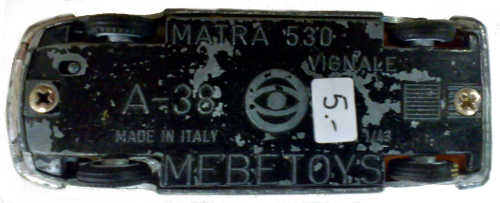 MATRA 530
VIGNALE
A-38
5.-
MADE IN ITALY
1/43
MEBETOYS